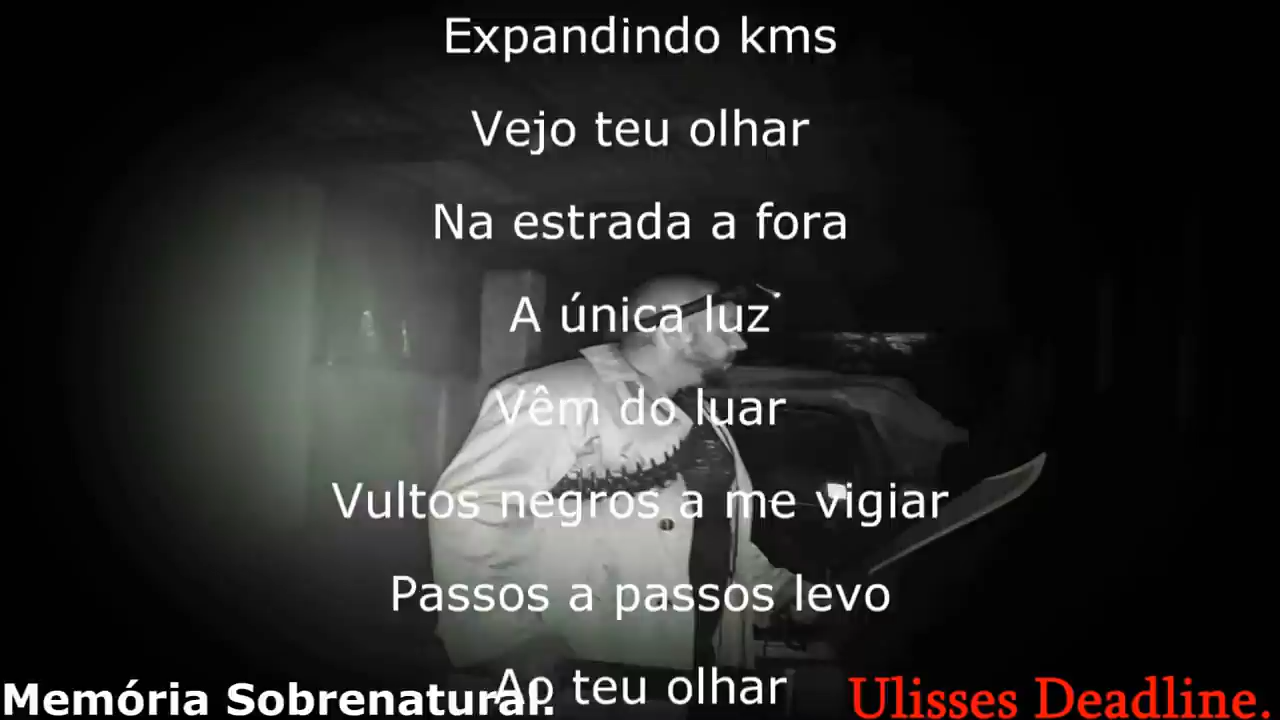 Expandindo kms
Vejo teu olhar
Na estrada a fora
A única luz
Vêm do luar
Vultos negros a me vigiar
Passos a passos levo
Ao teu olhar
Memória Sobrenatural.
Ulisses Deadline.